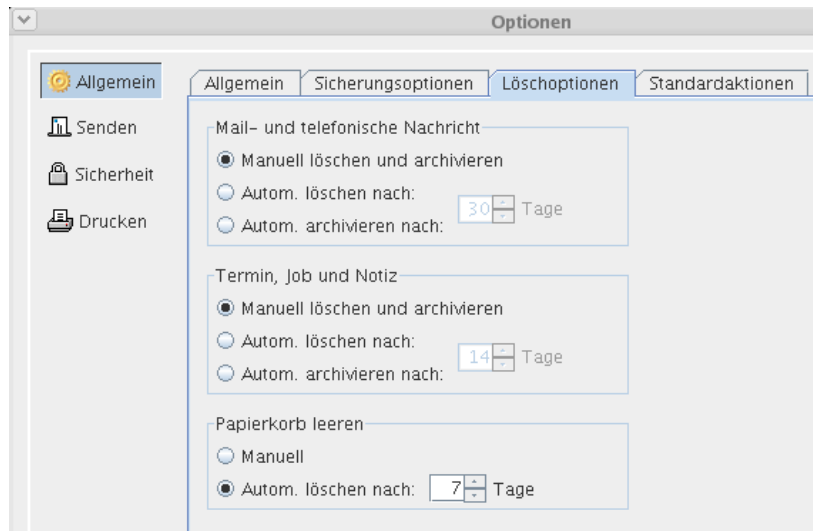 Optionen
Allgemein
Senden
Sicherheit
Drucken
Allgemein Sicherungsoptionen Löschoptionen Standardaktionen
Mail- und telefonische Nachricht
Manuell löschen und archivieren
Autom. löschen nach:
30 Tage
Autom. archivieren nach:
Termin, Job und Notiz
Manuell löschen und archivieren
Autom. löschen nach:
14 Tage
Autom. archivieren nach:
Papierkorb leeren
Manuell
Autom. löschen nach: 7 Tage